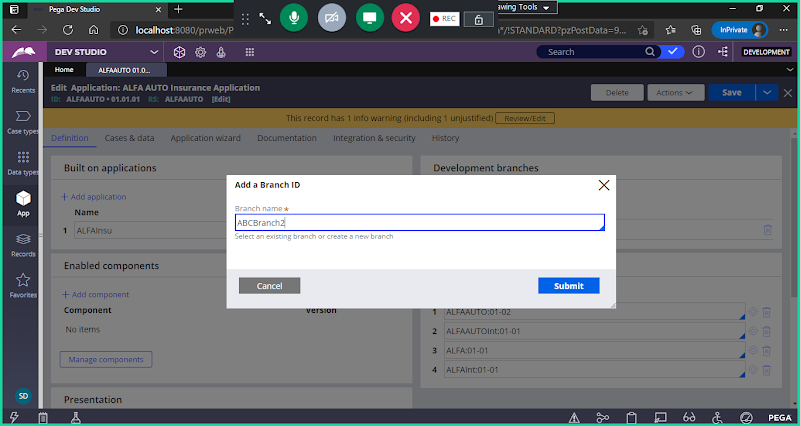 Pega Dev Studio
aving Tools
REC
localhost:8080/prweb/P
*/!STANDARD?pzPostData=9...
InPrivate
DEV STUDIO
Search
DEVELOPMENT
Recents
Case types
Data types
App
Records
Favorites
SD
Home
ALFAAUTO 01.0...
Edit Application: ALFA AUTO Insurance Application
ID: ALFAAUTO • 01.01.01 RS: ALFAAUTO [Edit]
Delete
Actions
Save
This record has 1 info warning (including 1 unjustified)
Review/Edit
Definition
Cases & data
Application wizard
Documentation
Integration & security
History
Built on applications
+ Add application
Name
1 ALFAInsu
Enabled components
+ Add component
Component
Version
No items
Manage components
Presentation
Development branches
Add a Branch ID
Branch name *
ABCBranch2
Select an existing branch or create a new branch
Cancel
Submit
1 ALFAAUTO:01-02
2 ALFAAUTOInt:01-01
3 ALFA:01-01
4 ALFAInt:01-01
PEGA